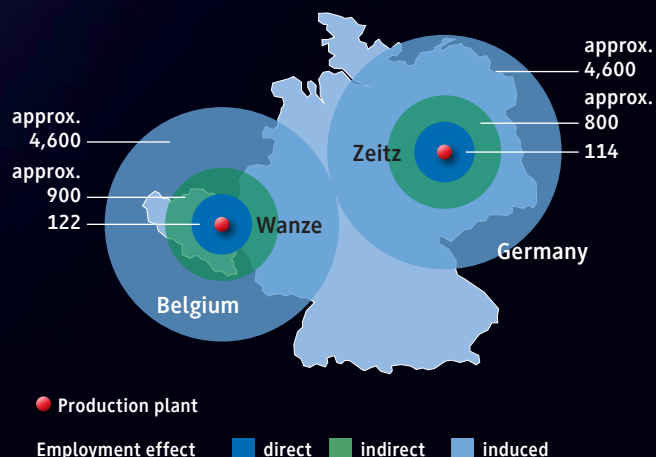 approx.
4,600
approx.
800
114
Zeitz
Germany
approx.
4,600
approx.
900
122
Wanze
Belgium
Production plant
Employment effect direct indirect induced